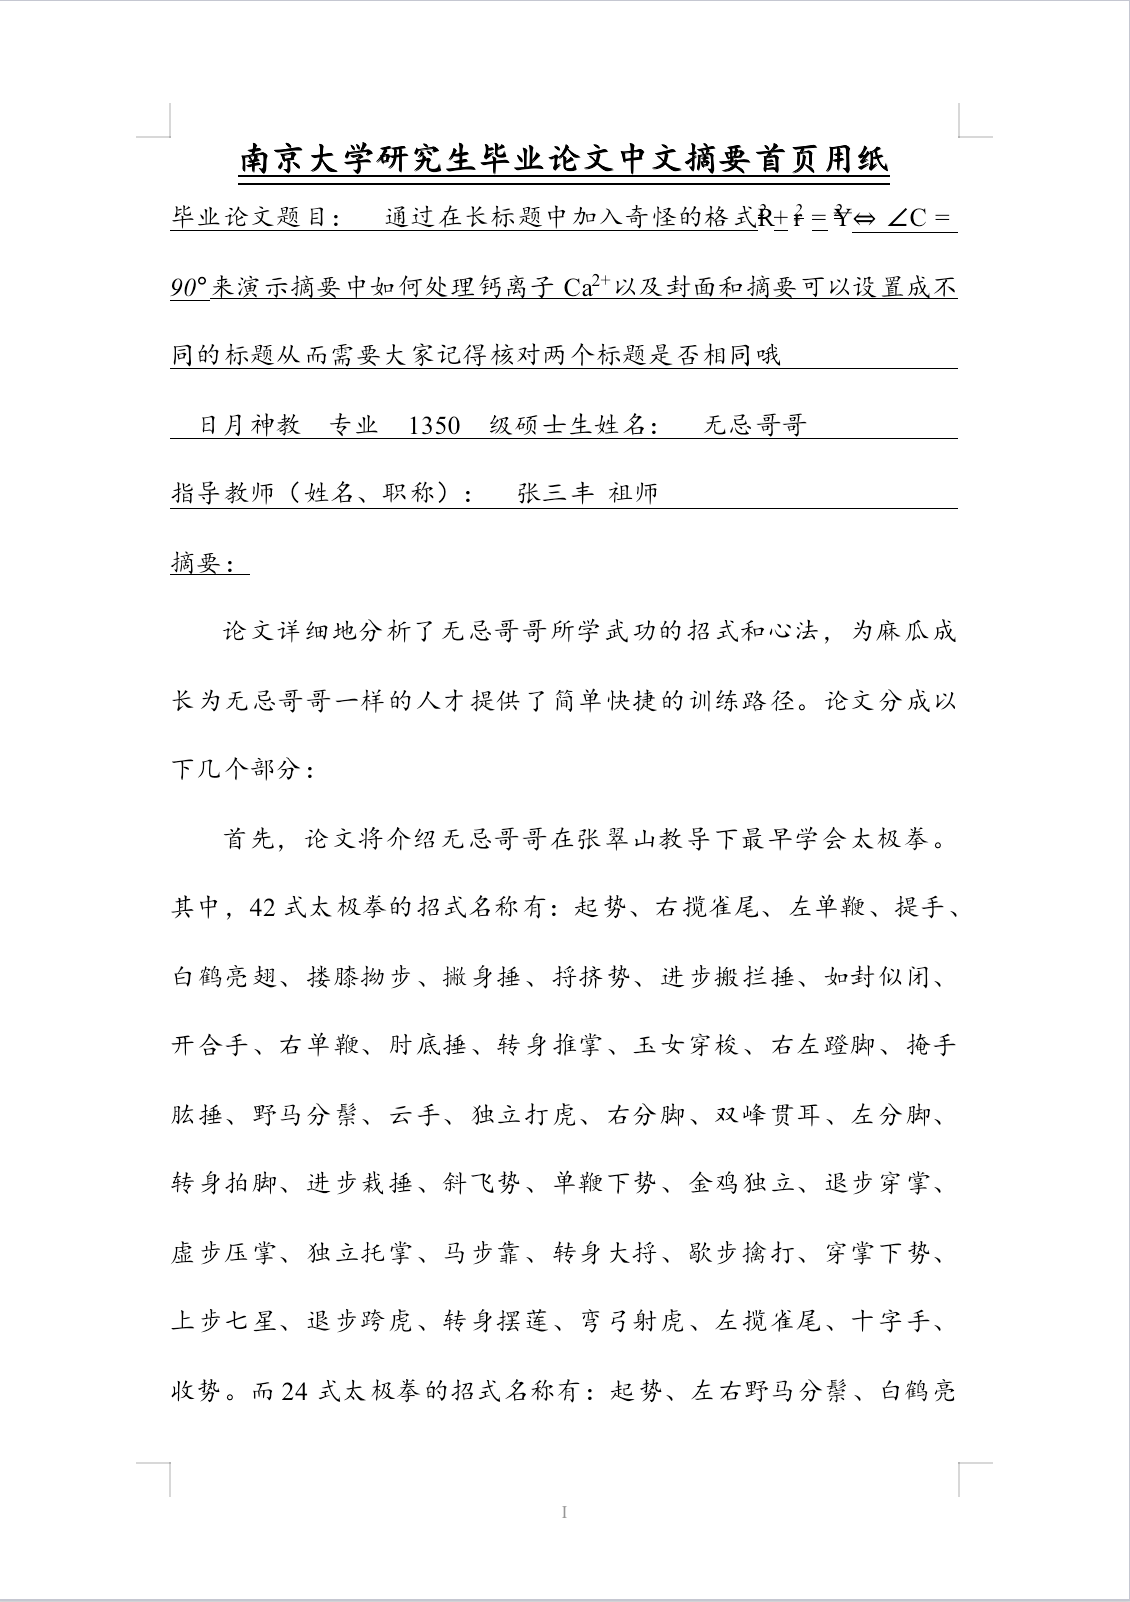 南京大学研究生毕业论文中文摘要首页用纸
毕业论文题目： 通过在长标题中加入奇怪的格式 + = ⇔ ∠C =
90°来演示摘要中如何处理钙离子 Ca²⁺以及封面和摘要可以设置成不
同的标题从而需要大家记得核对两个标题是否相同哦
日月神教 专业 1350 级硕士生姓名： 无忌哥哥
指导教师（姓名、职称）： 张三丰 祖师
摘要：
论文详细地分析了无忌哥哥所学武功的招式和心法，为麻瓜成
长为无忌哥哥一样的人才提供了简单快捷的训练路径。论文分成以
下几个部分：
首先，论文将介绍无忌哥哥在张翠山教导下最早学会太极拳。
其中，42 式太极拳的招式名称有：起势、右揽雀尾、左单鞭、提手、
白鹤亮翅、搂膝拗步、撇身捶、捋挤势、进步搬拦捶、如封似闭、
开合手、右单鞭、肘底捶、转身推掌、玉女穿梭、右左蹬脚、掩手
肱捶、野马分鬃、云手、独立打虎、右分脚、双峰贯耳、左分脚、
转身拍脚、进步栽捶、斜飞势、单鞭下势、金鸡独立、退步穿掌、
虚步压掌、独立托掌、马步靠、转身大捋、歇步擒打、穿掌下势、
上步七星、退步跨虎、转身摆莲、弯弓射虎、左揽雀尾、十字手、
收势。而 24 式太极拳的招式名称有：起势、左右野马分鬃、白鹤亮
I